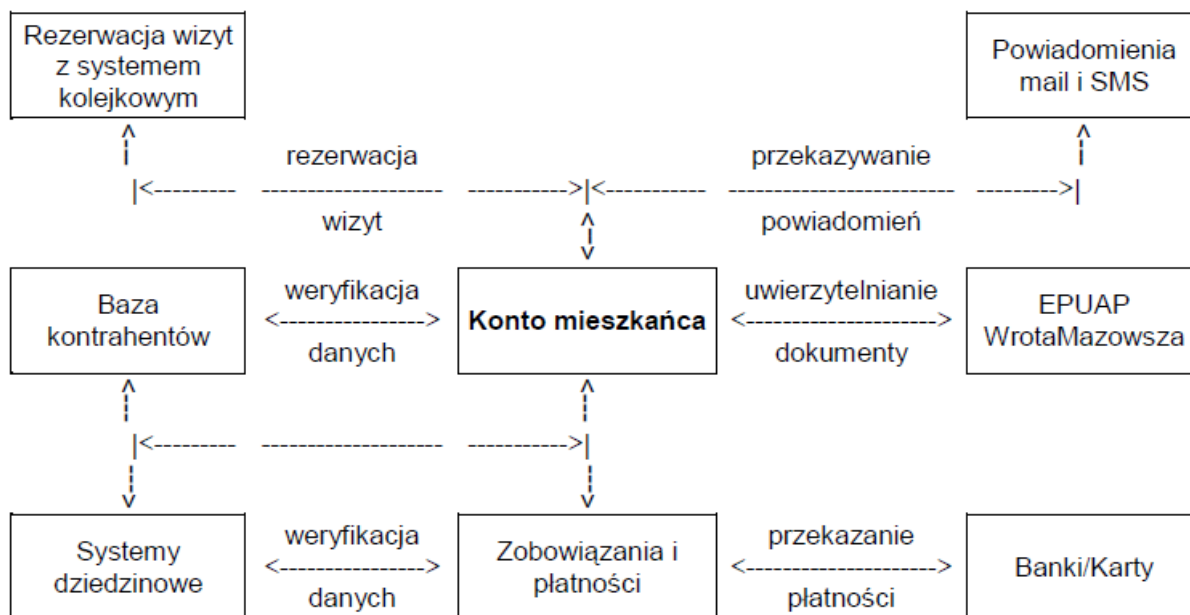 Rezerwacja wizyt
z systemem
kolejkowym
Powiadomienia
mail i SMS
rezerwacja
wizyt
przekazywanie
powiadomień
Baza
kontrahentów
weryfikacja
danych
Konto mieszkańca
uwierzytelnianie
dokumenty
EPUAP
WrotaMazowsza
Systemy
dziedzinowe
weryfikacja
danych
Zobowiązania i
płatności
przekazanie
płatności
Banki/Karty